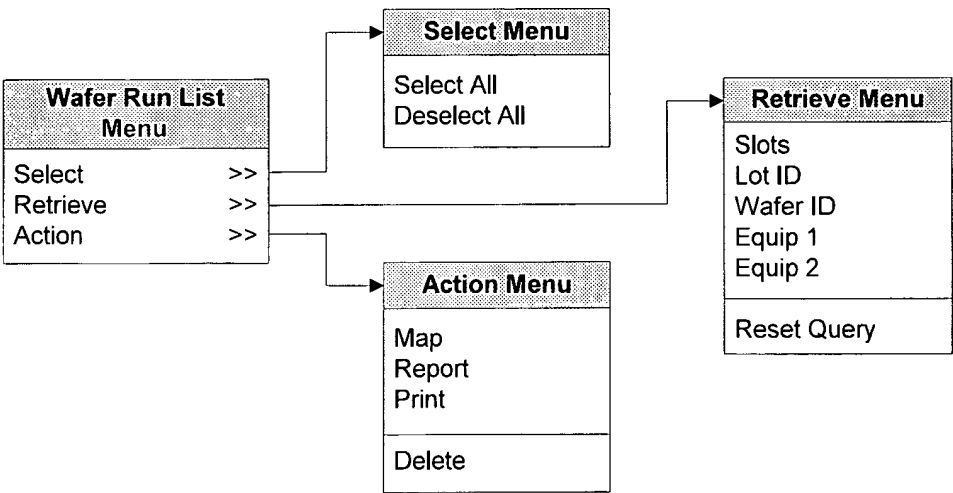 Wafer Run List
Menu
Select >>
Retrieve >>
Action >>
Select Menu
Select All
Deselect All
Retrieve Menu
Slots
Lot ID
Wafer ID
Equip 1
Equip 2
Reset Query
Action Menu
Map
Report
Print
Delete